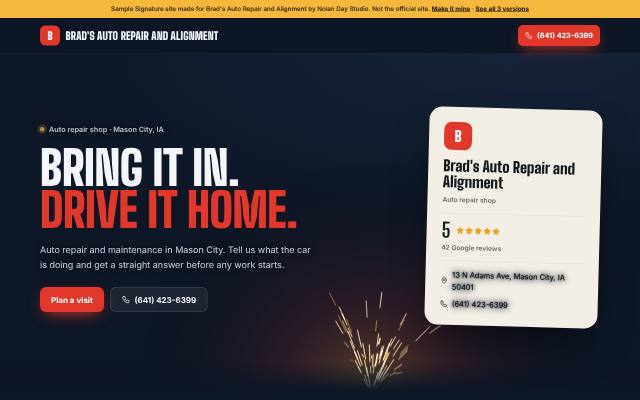 Sample Signature site made for Brad's Auto Repair and Alignment by Nolan Day Studio. Not the official site. Make it mine · See all 3 versions
B BRAD'S AUTO REPAIR AND ALIGNMENT
(641) 423-6399
Auto repair shop · Mason City, IA
BRING IT IN.
DRIVE IT HOME.
Auto repair and maintenance in Mason City. Tell us what the car
is doing and get a straight answer before any work starts.
Plan a visit
(641) 423-6399
B
Brad's Auto Repair and
Alignment
Auto repair shop
5 ★★★★★
42 Google reviews
13 N Adams Ave, Mason City, IA
50401
(641) 423-6399